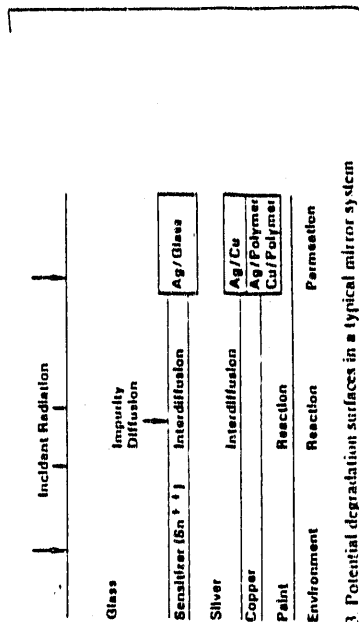 Incident Radiation
Glass
Impurity
Diffusion
Sensitizer (Sn++) Interdiffusion Ag/Glass
Silver
Interdiffusion Ag/Cu
Copper
Ag/Polymer
Cu/Polymer
Paint Reaction
Environment Reaction Permeation
3. Potential degradation surfaces in a typical mirror system